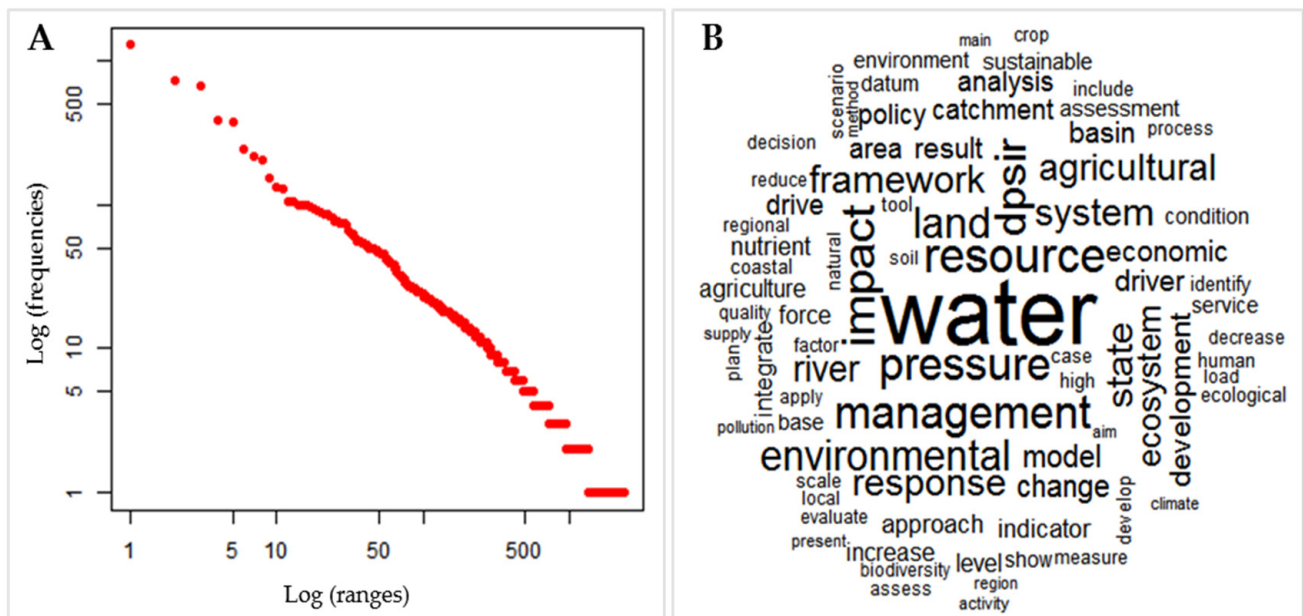 A
Log (frequencies)
500
50
10
5
1
1 5 10 50 500
Log (ranges)
B
main crop
environment sustainable
scenario datum analysis include
method policy catchment assessment
decision area result dpsir basin process
reduce framework agricultural
drive tool land system condition
regional
nutrient natural soil resource economic
coastal impact driver identify
agriculture water service
quality force
supply factor state ecosystem development decrease
plan integrate river pressure case human
apply high load
pollution base management aim ecological
environmental model
scale response change
local climate
evaluate approach indicator develop
present increase level show measure
biodiversity region
assess activity